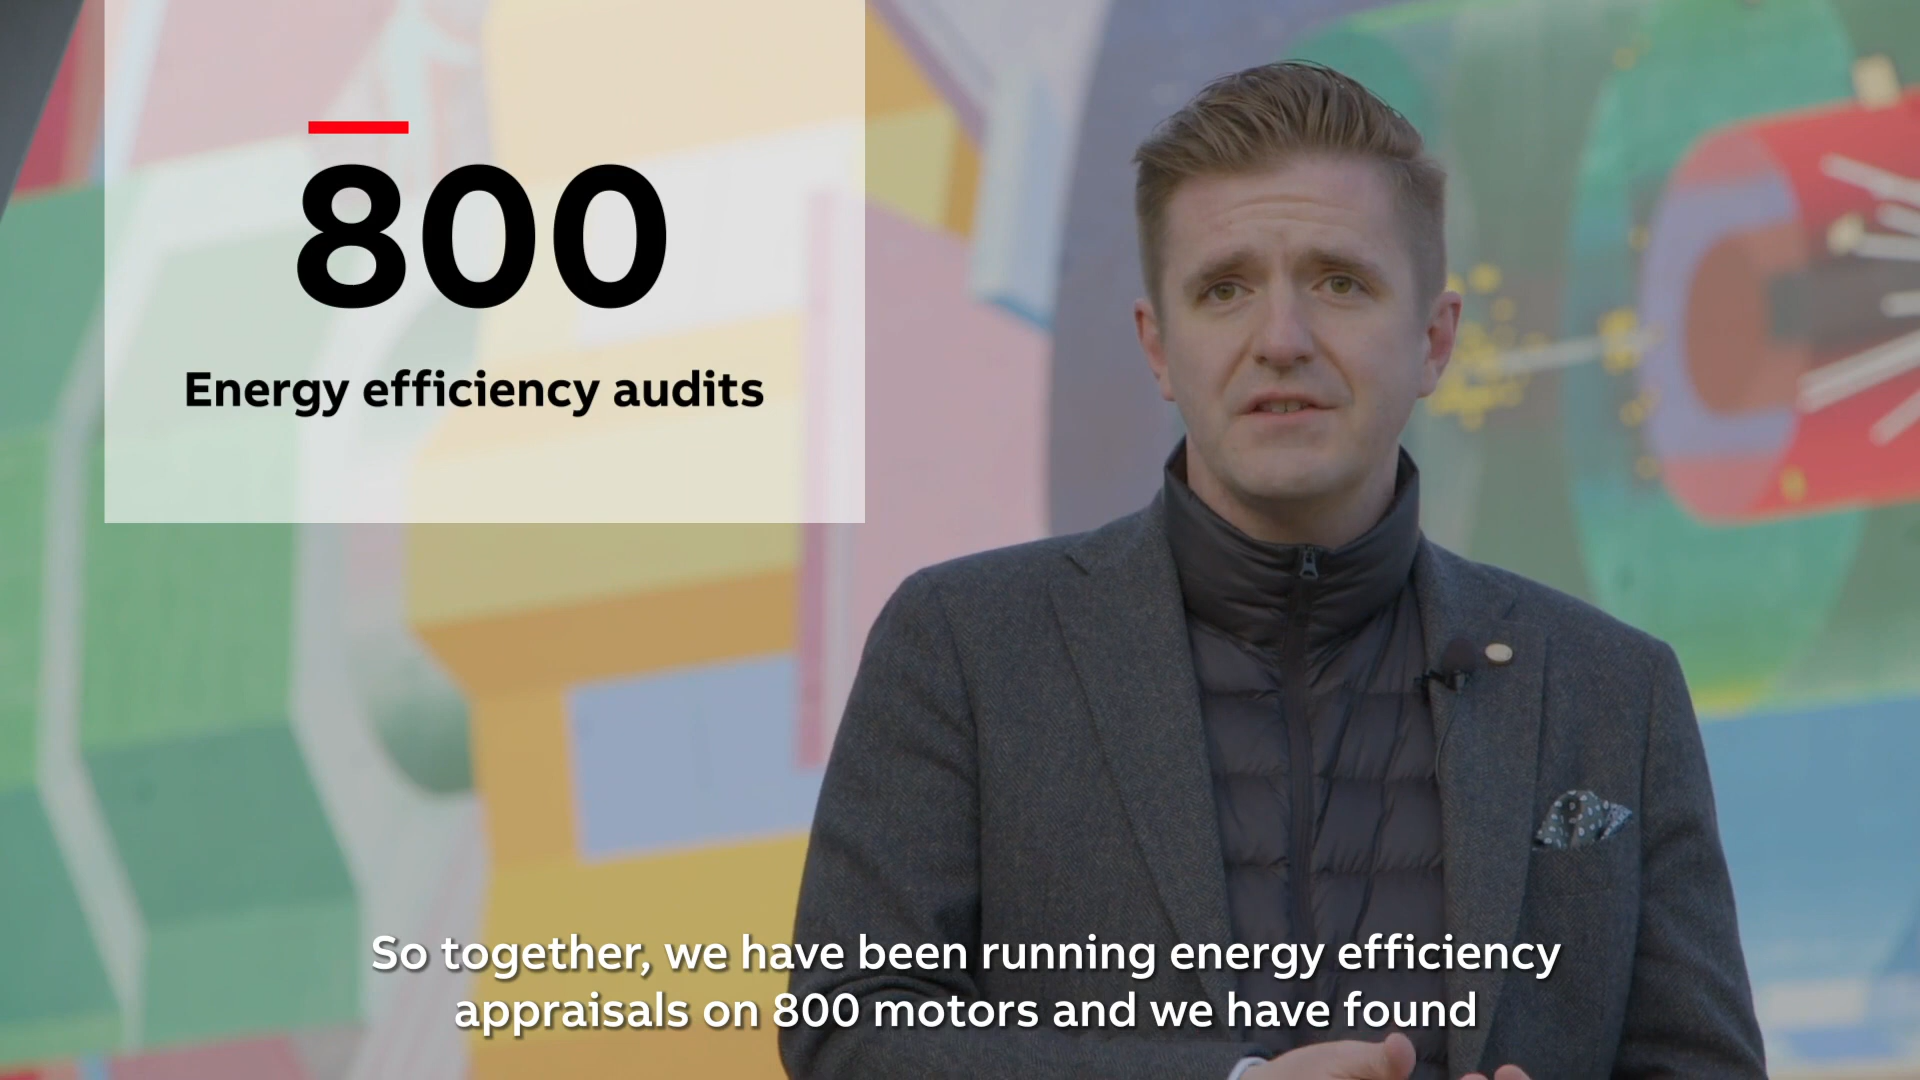 800
Energy efficiency audits
So together, we have been running energy efficiency
appraisals on 800 motors and we have found